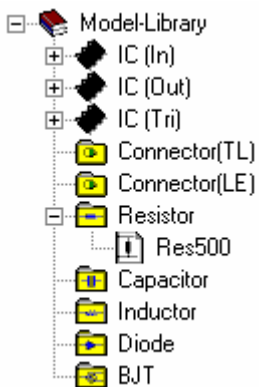 Model-Library
IC (In)
IC (Out)
IC (Tri)
Connector(TL)
Connector(LE)
Resistor
Res500
Capacitor
Inductor
Diode
BJT